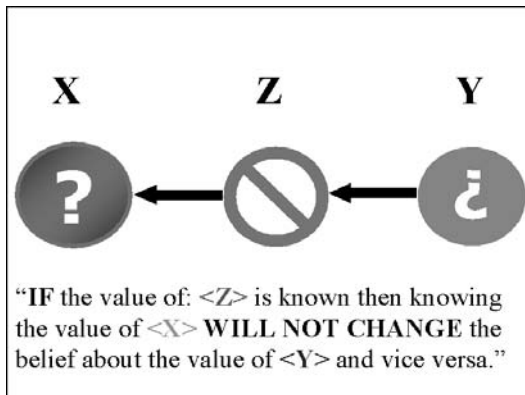 X Z Y
? ¿
“IF the value of: <Z> is known then knowing
the value of <X> WILL NOT CHANGE the
belief about the value of <Y> and vice versa.”